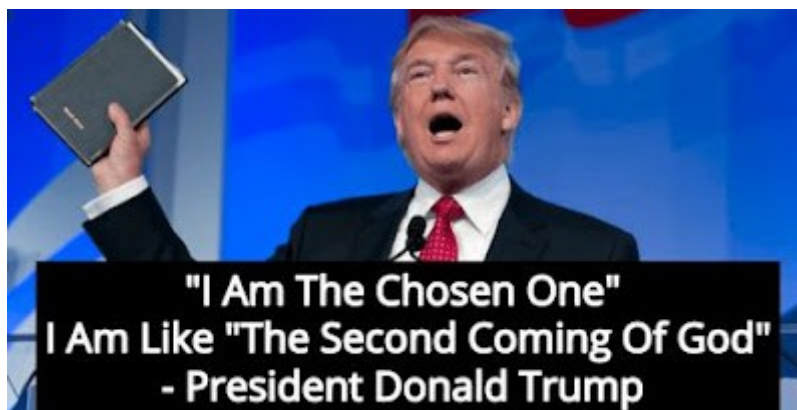 "I Am The Chosen One"
I Am Like "The Second Coming Of God"
- President Donald Trump